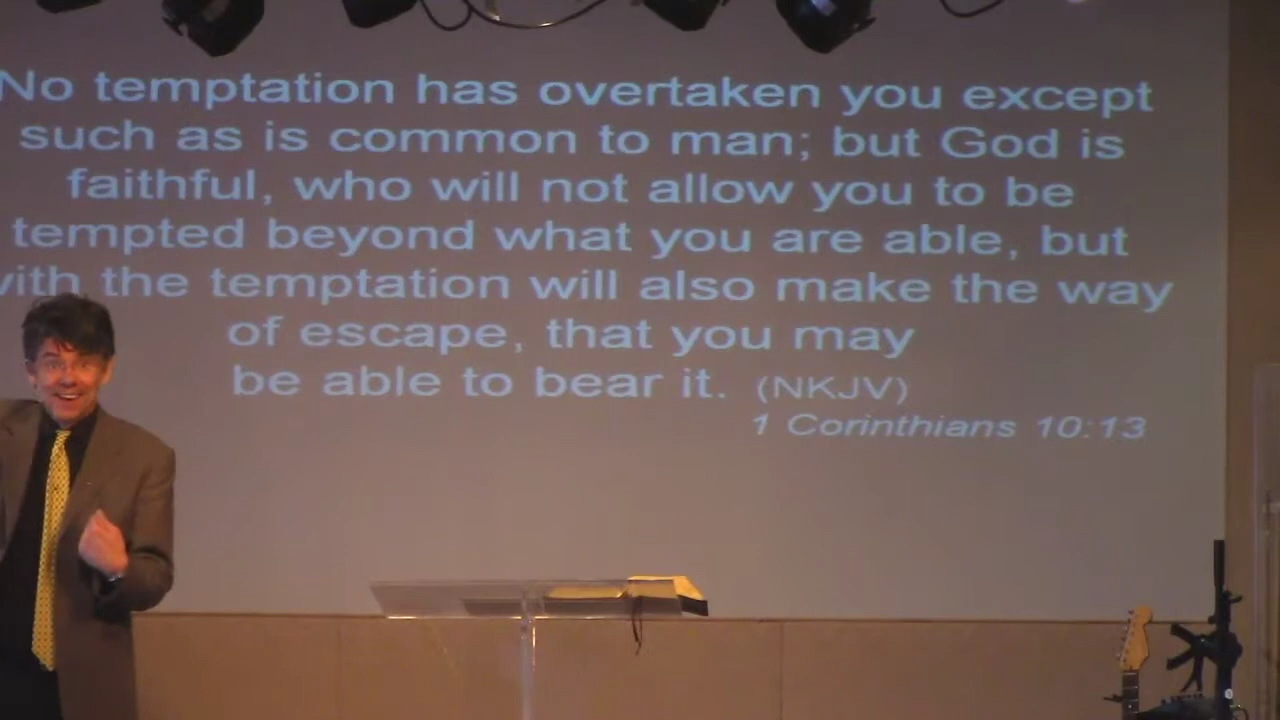 No temptation has overtaken you except
such as is common to man; but God is
faithful, who will not allow you to be
tempted beyond what you are able, but
with the temptation will also make the way
of escape, that you may
be able to bear it. (NKJV)
1 Corinthians 10:13